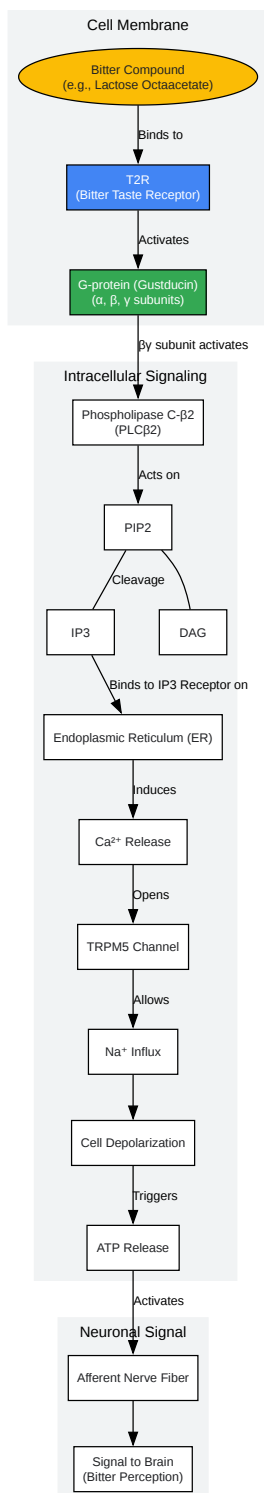 Cell Membrane
Bitter Compound
(e.g., Lactose Octaacetate)
Binds to
T2R
(Bitter Taste Receptor)
Activates
G-protein (Gustducin)
(α, β, γ subunits)
βγ subunit activates
Intracellular Signaling
Phospholipase C-β2
(PLCβ2)
Acts on
PIP2
Cleavage
IP3
DAG
Binds to IP3 Receptor on
Endoplasmic Reticulum (ER)
Induces
Ca²⁺ Release
Opens
TRPM5 Channel
Allows
Na⁺ Influx
Cell Depolarization
Triggers
ATP Release
Activates
Neuronal Signal
Afferent Nerve Fiber
Signal to Brain
(Bitter Perception)